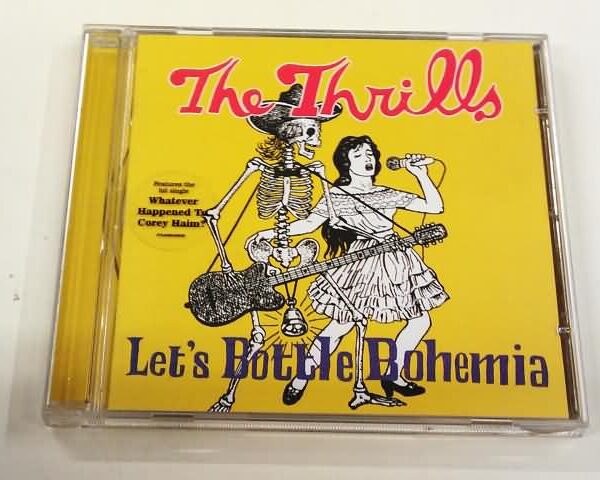 The Thrills
Features the
hit single
Whatever
Happened To
Corey Haim?
Let's Bottle Bohemia